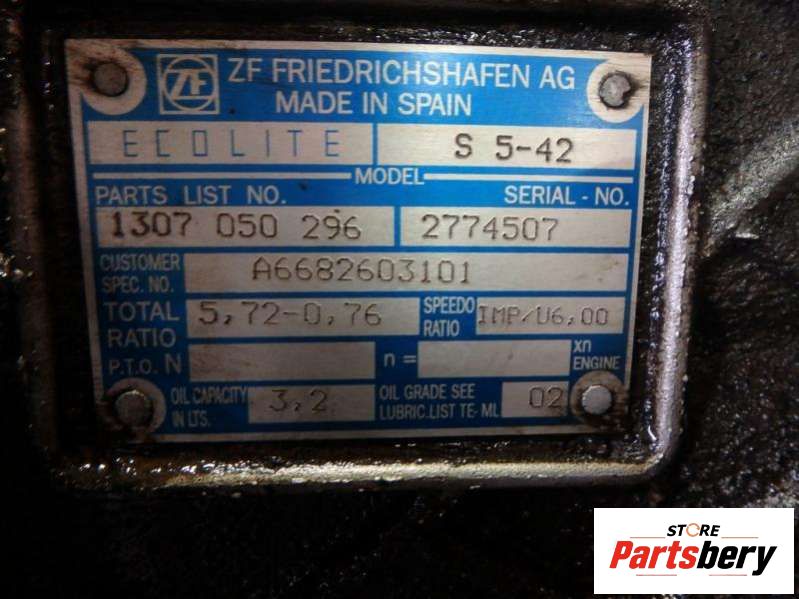 ZF ZF FRIEDRICHSHAFEN AG
MADE IN SPAIN
ECOLITE S 5-42
MODEL
PARTS LIST NO. SERIAL - NO.
1307 050 296 2774507
CUSTOMER
SPEC. NO. A6682603101
TOTAL
RATIO 5,72-0,76 SPEEDO
RATIO IMP/U6,00
P.T.O. N n = xn
ENGINE
OIL CAPACITY
IN LTS. 3,2 OIL GRADE SEE
LUBRIC.LIST TE- ML 02
STORE
Partsbery